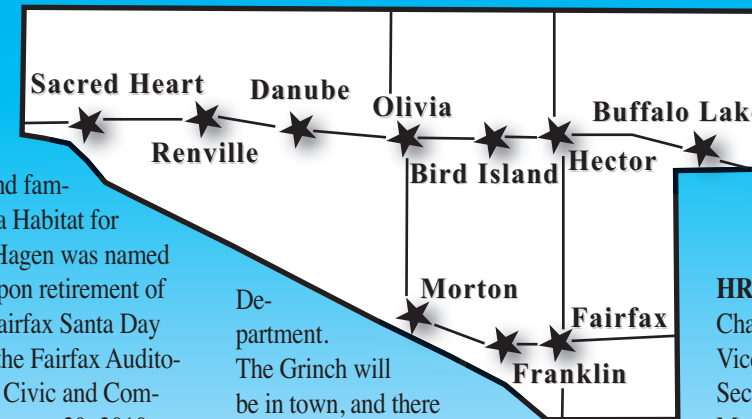 Sacred Heart
Renville
Danube
Olivia
Bird Island
Hector
Buffalo Lake
Morton
Franklin
Fairfax
nd fam-
a Habitat for
Hagen was named
pon retirement of
airfax Santa Day
the Fairfax Audito-
Civic and Com-
De-
partment.
The Grinch will
be in town, and there
HR
Cha
Vice
Sec